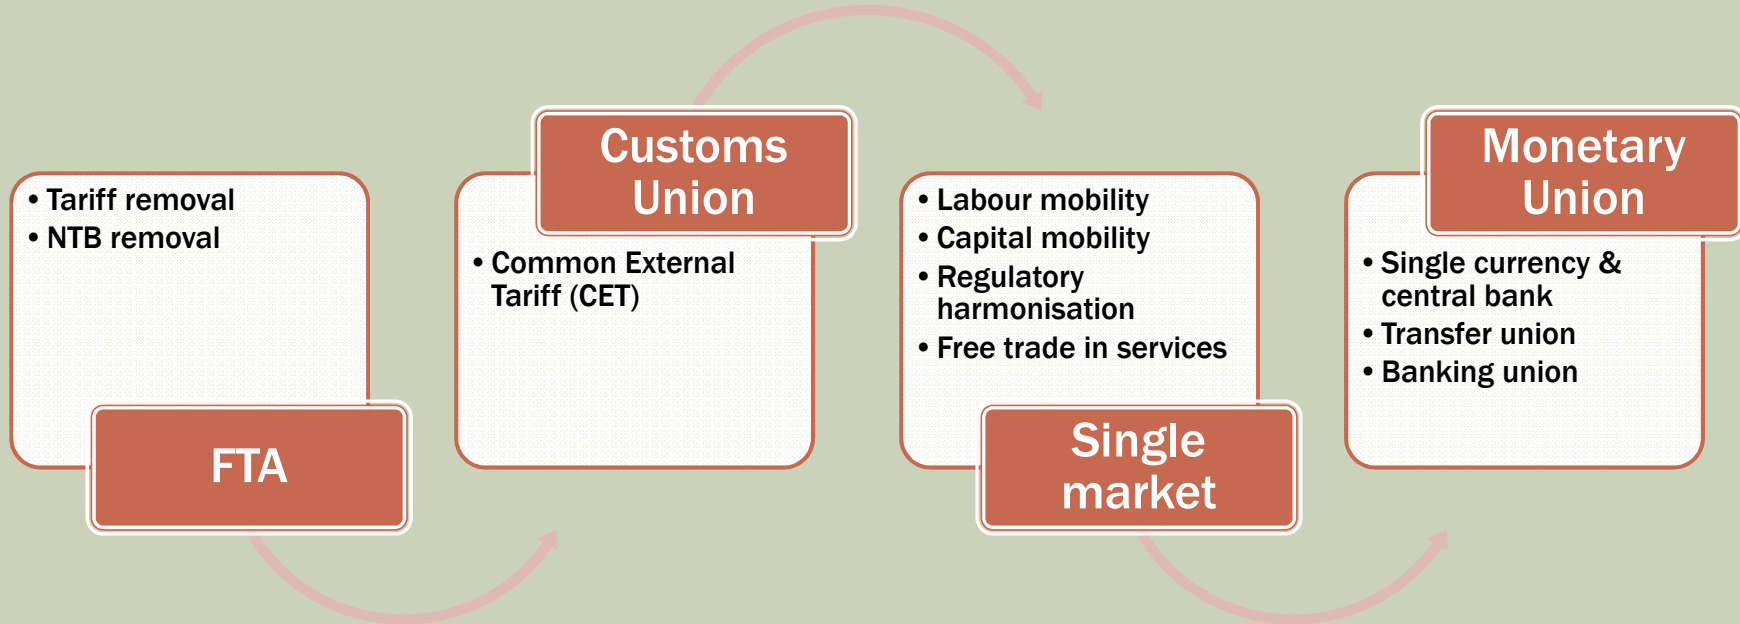 • Tariff removal
• NTB removal
FTA
Customs
Union
• Common External
Tariff (CET)
• Labour mobility
• Capital mobility
• Regulatory
harmonisation
• Free trade in services
Single
market
Monetary
Union
• Single currency &
central bank
• Transfer union
• Banking union